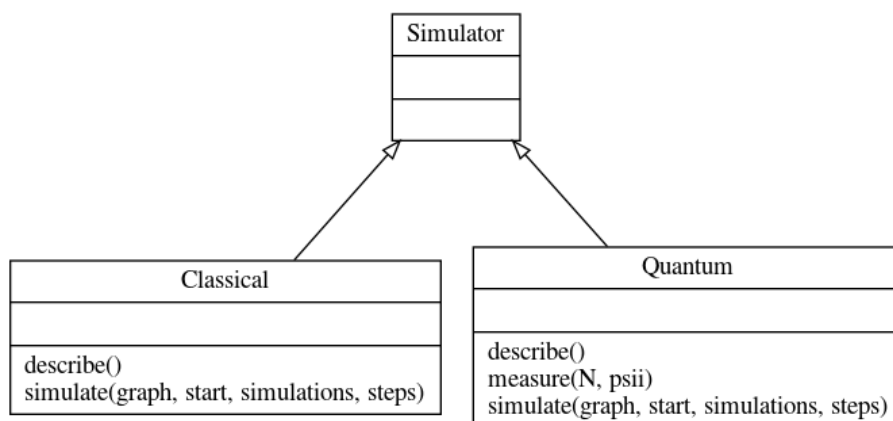 Simulator
Classical
describe()
simulate(graph, start, simulations, steps)
Quantum
describe()
measure(N, psii)
simulate(graph, start, simulations, steps)